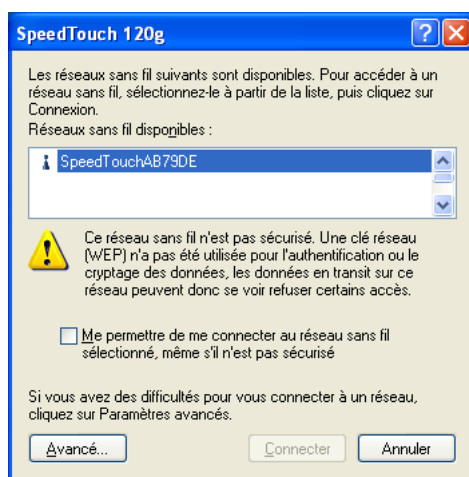 SpeedTouch 120g
Les réseaux sans fil suivants sont disponibles. Pour accéder à un
réseau sans fil, sélectionnez-le à partir de la liste, puis cliquez sur
Connexion.
Réseaux sans fil disponibles :
SpeedTouchAB79DE
Ce réseau sans fil n'est pas sécurisé. Une clé réseau
(WEP) n'a pas été utilisée pour l'authentification ou le
cryptage des données, les données en transit sur ce
réseau peuvent donc se voir refuser certains accès.
Me permettre de me connecter au réseau sans fil
sélectionné, même s'il n'est pas sécurisé
Si vous avez des difficultés pour vous connecter à un réseau,
cliquez sur Paramètres avancés.
Avancé... Connecter Annuler